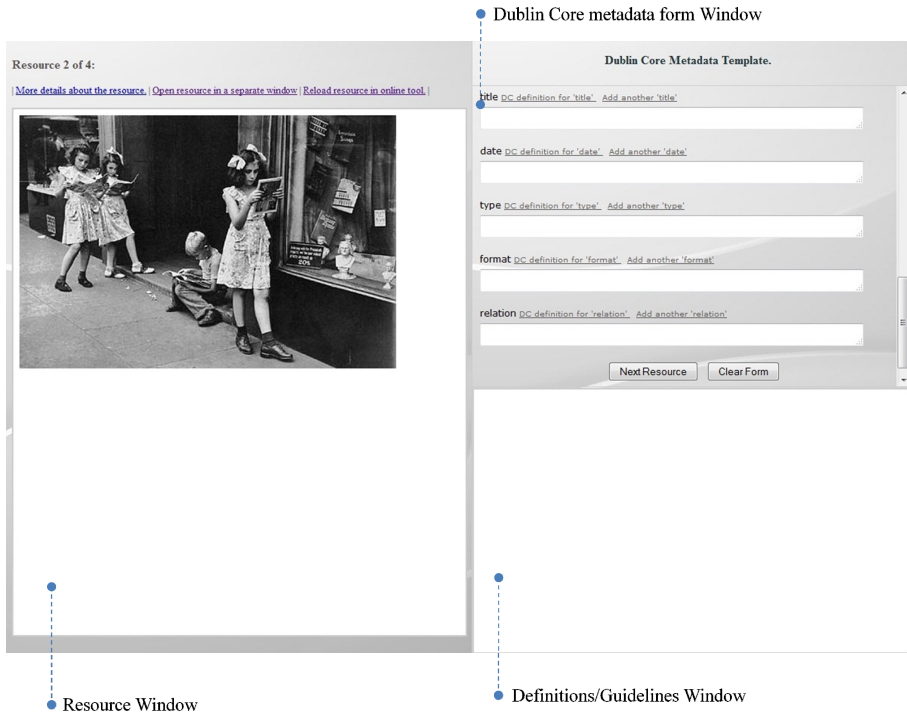 Dublin Core metadata form Window
Resource 2 of 4:
| More details about the resource. | Open resource in a separate window | Reload resource in online tool. |
20%
Dublin Core Metadata Template.
title DC definition for 'title' Add another 'title'
date DC definition for 'date' Add another 'date'
type DC definition for 'type' Add another 'type'
format DC definition for 'format' Add another 'format'
relation DC definition for 'relation' Add another 'relation'
Next Resource Clear Form
Resource Window
Definitions/Guidelines Window